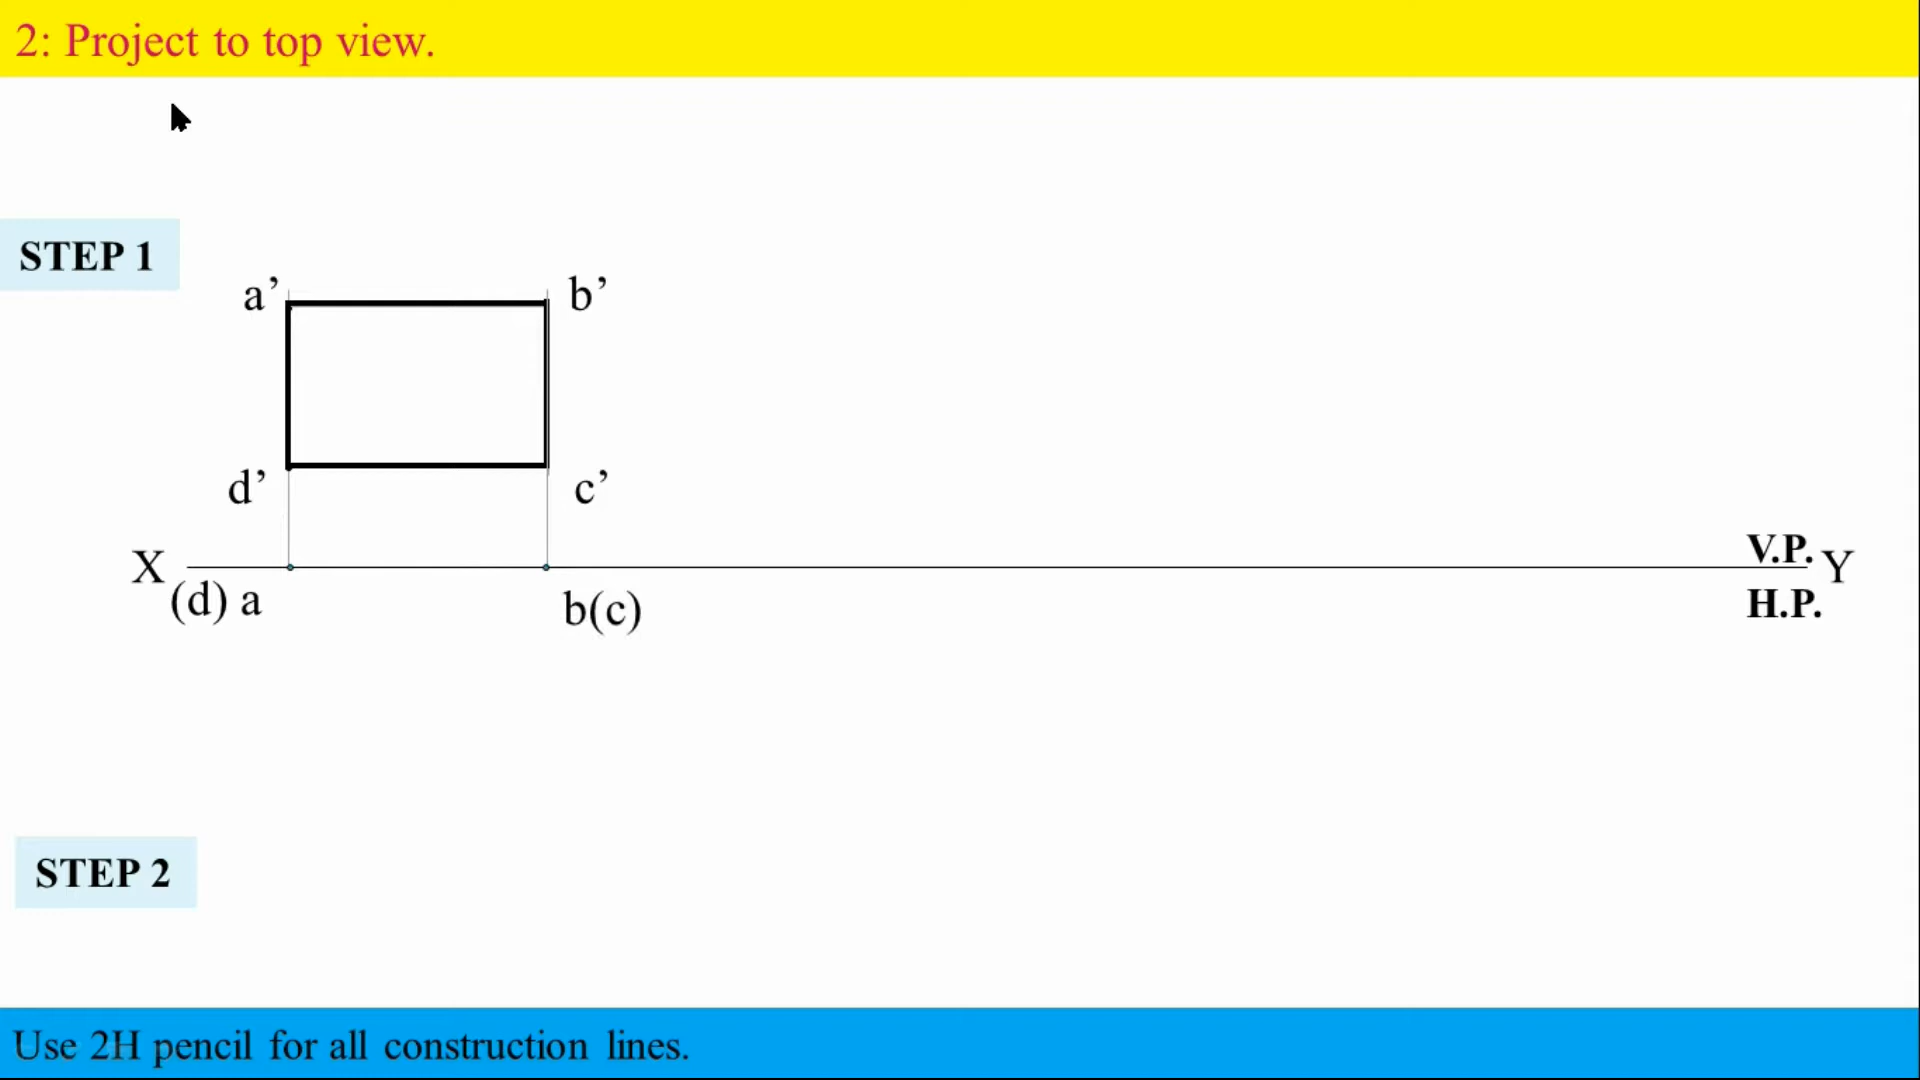 2: Project to top view.
STEP 1
a’ b’
d’ c’
X V.P. Y
(d) a b(c) H.P.
STEP 2
Use 2H pencil for all construction lines.